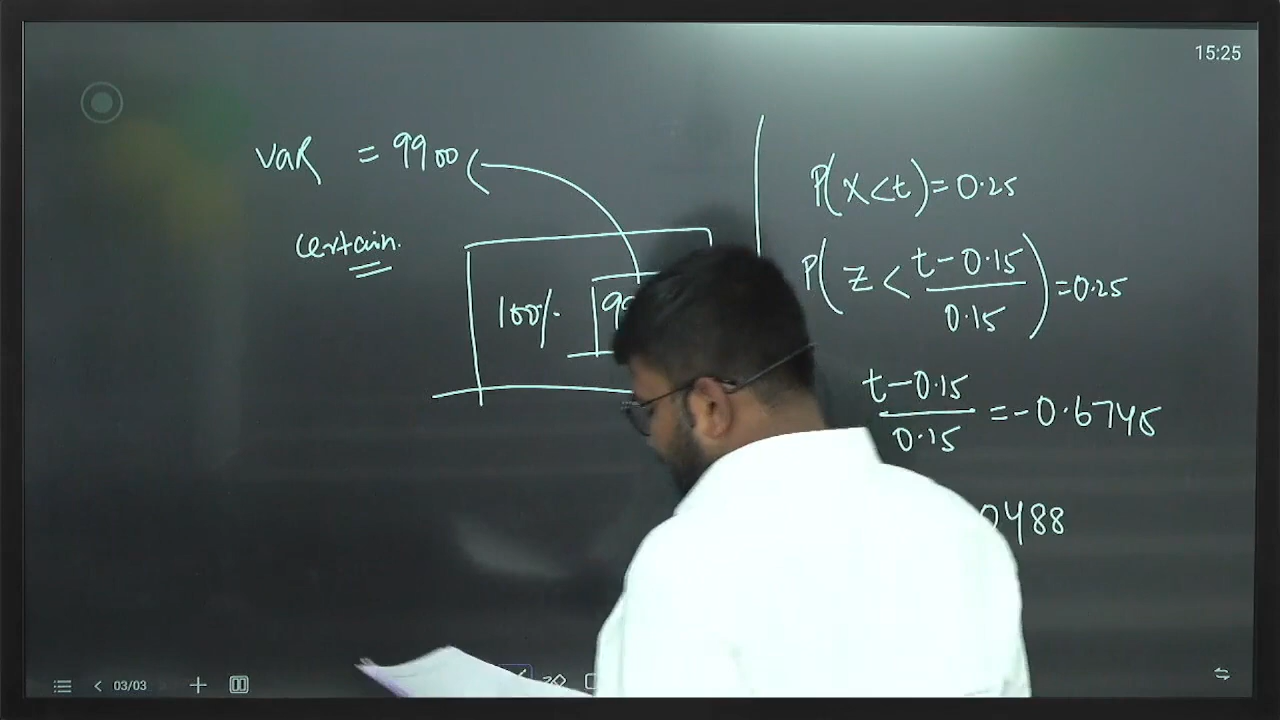 15:25
VaR = 9900
certain.
100%
P(X<t)=0.25
P(Z< t-0.15 / 0.15)=0.25
t-0.15 / 0.15 = -0.6745
0488
03/03